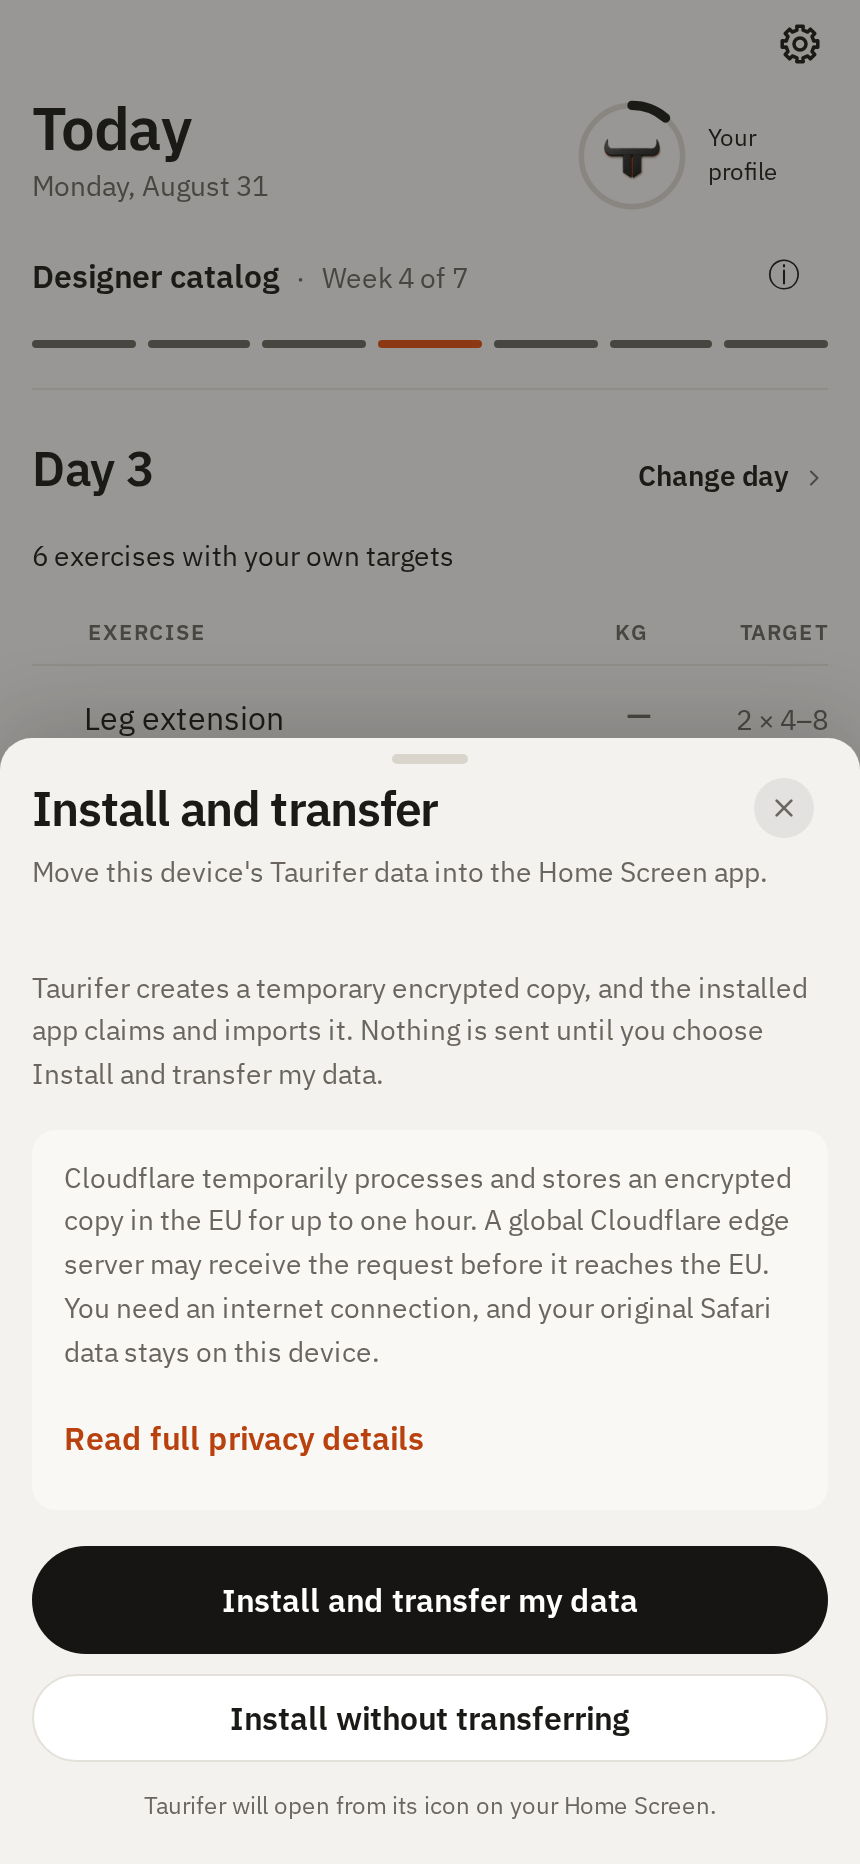 Today
Monday, August 31
Your
profile
Designer catalog · Week 4 of 7
Day 3
Change day
6 exercises with your own targets
EXERCISE KG TARGET
Leg extension — 2 × 4–8
Install and transfer
Move this device's Taurifer data into the Home Screen app.
Taurifer creates a temporary encrypted copy, and the installed
app claims and imports it. Nothing is sent until you choose
Install and transfer my data.
Cloudflare temporarily processes and stores an encrypted
copy in the EU for up to one hour. A global Cloudflare edge
server may receive the request before it reaches the EU.
You need an internet connection, and your original Safari
data stays on this device.
Read full privacy details
Install and transfer my data
Install without transferring
Taurifer will open from its icon on your Home Screen.